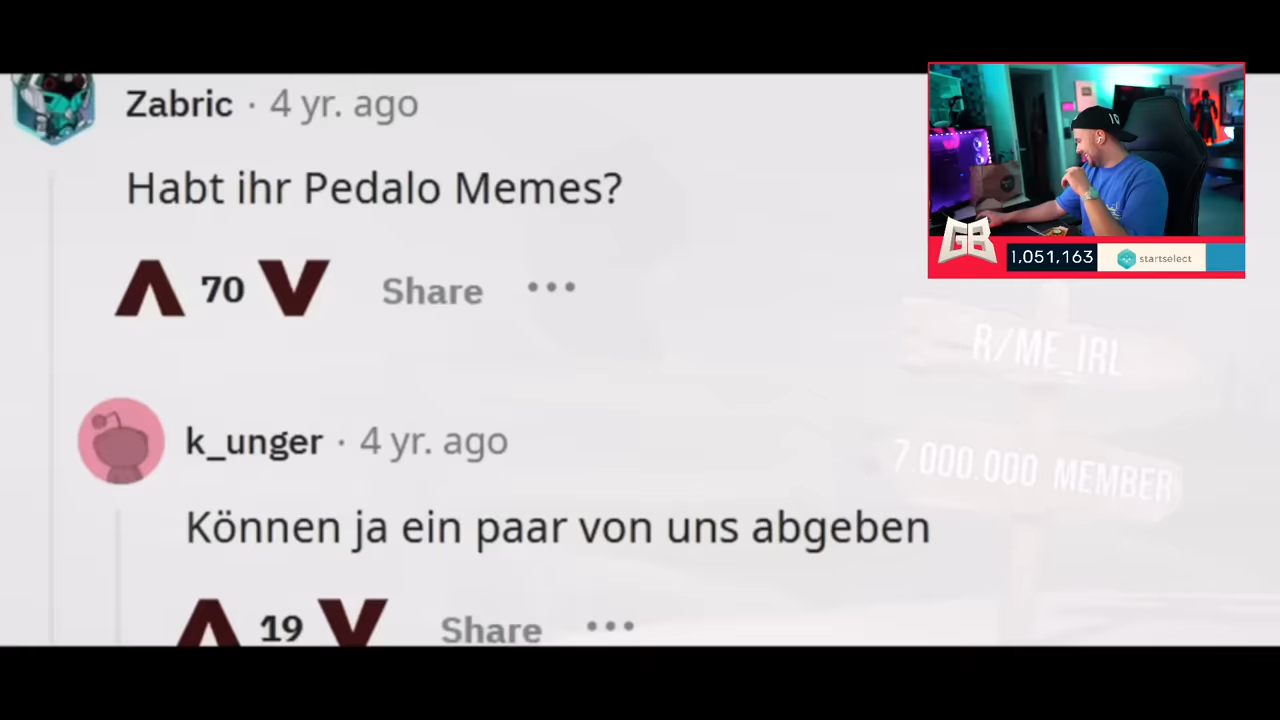 Zabric · 4 yr. ago
Habt ihr Pedalo Memes?
70 Share •••
k_unger · 4 yr. ago
Können ja ein paar von uns abgeben
19 Share •••
R/ME_IRL
7.000.000 MEMBER
GB
1,051,163 startselect